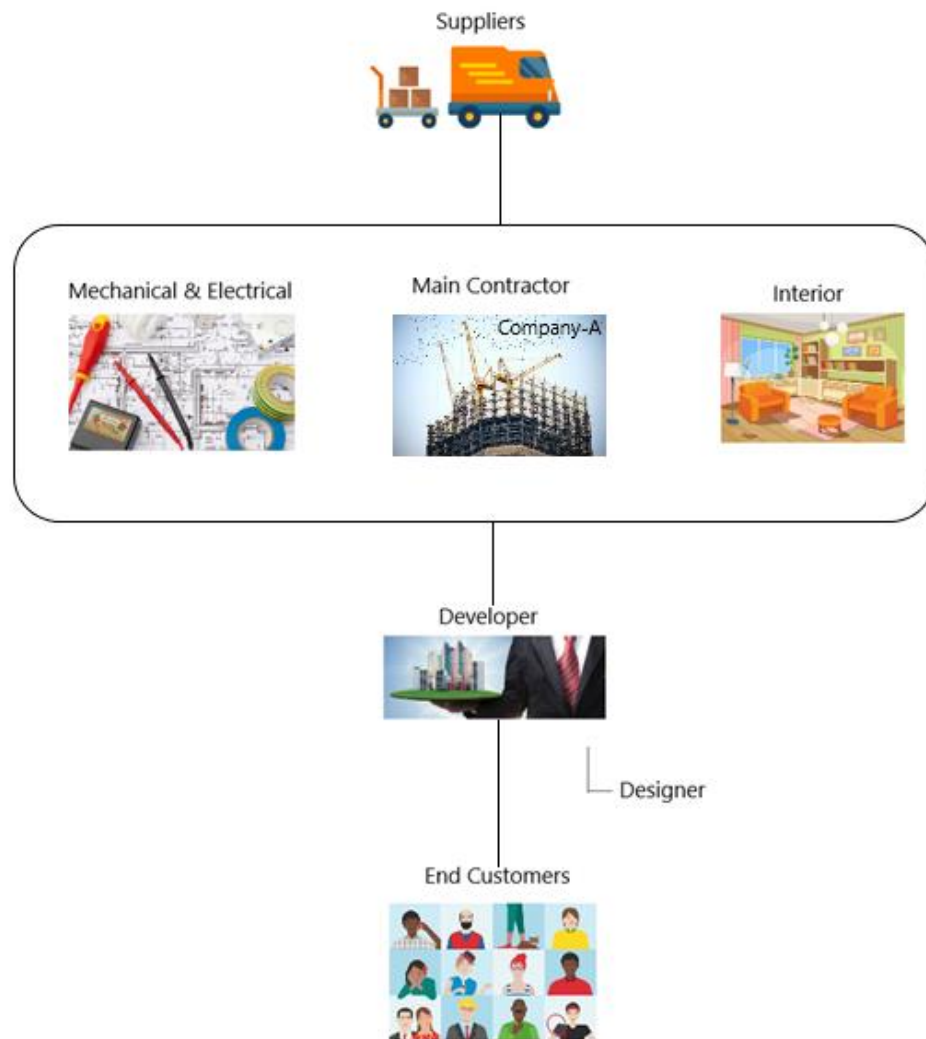 Suppliers
Mechanical & Electrical
Main Contractor
Interior
Company-A
Developer
Designer
End Customers